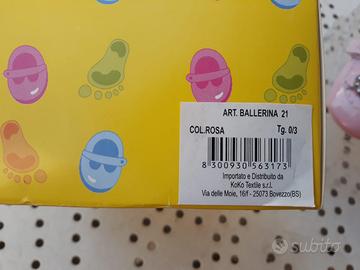 ART. BALLERINA 21
COL.ROSA Tg. 0/3
8 300930 563173
Importato e Distribuito da
KoKo Textile s.r.l.
Via delle Moie, 16/f - 25073 Bovezzo(BS)
subito